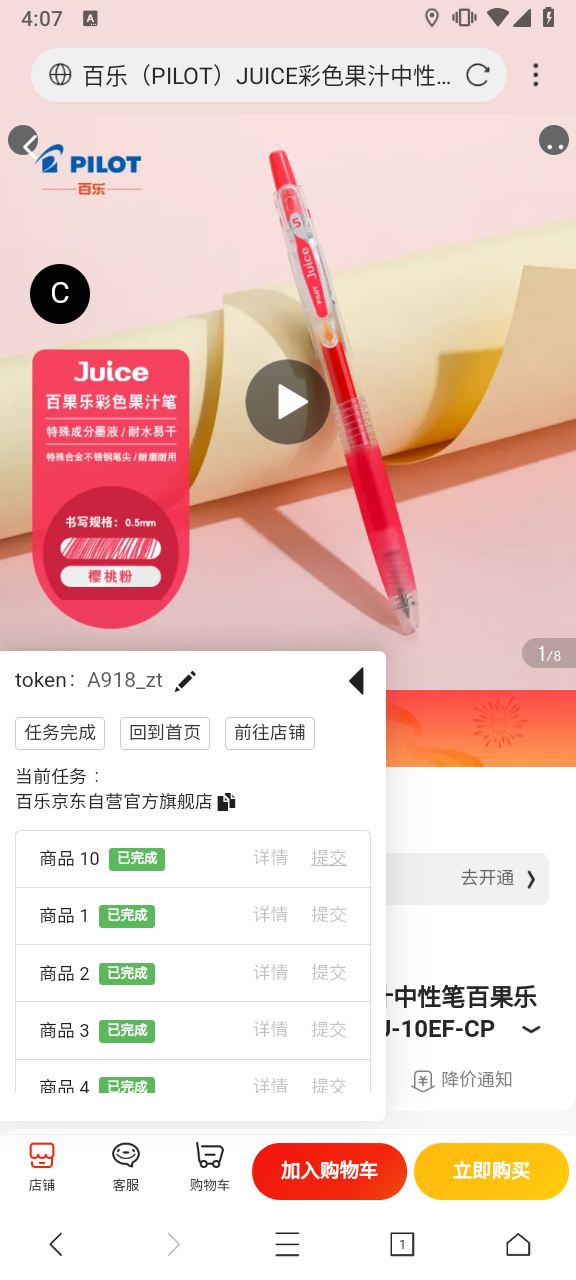 4:07
A
百乐（PILOT）JUICE彩色果汁中性...
PILOT
百乐
5
Juice
PILOT
C
Juice
百果乐彩色果汁笔
特殊成分墨液 / 耐水易干
特殊合金不锈钢笔尖 / 耐磨耐用
书写规格：0.5mm
樱桃粉
1/8
token： A918_zt
任务完成 回到首页 前往店铺
当前任务：
百乐京东自营官方旗舰店
商品 10 已完成 详情 提交
商品 1 已完成 详情 提交
商品 2 已完成 详情 提交
商品 3 已完成 详情 提交
商品 4 已完成 详情 提交
去开通
中性笔百果乐
J-10EF-CP
降价通知
店铺 客服 购物车 加入购物车 立即购买
1